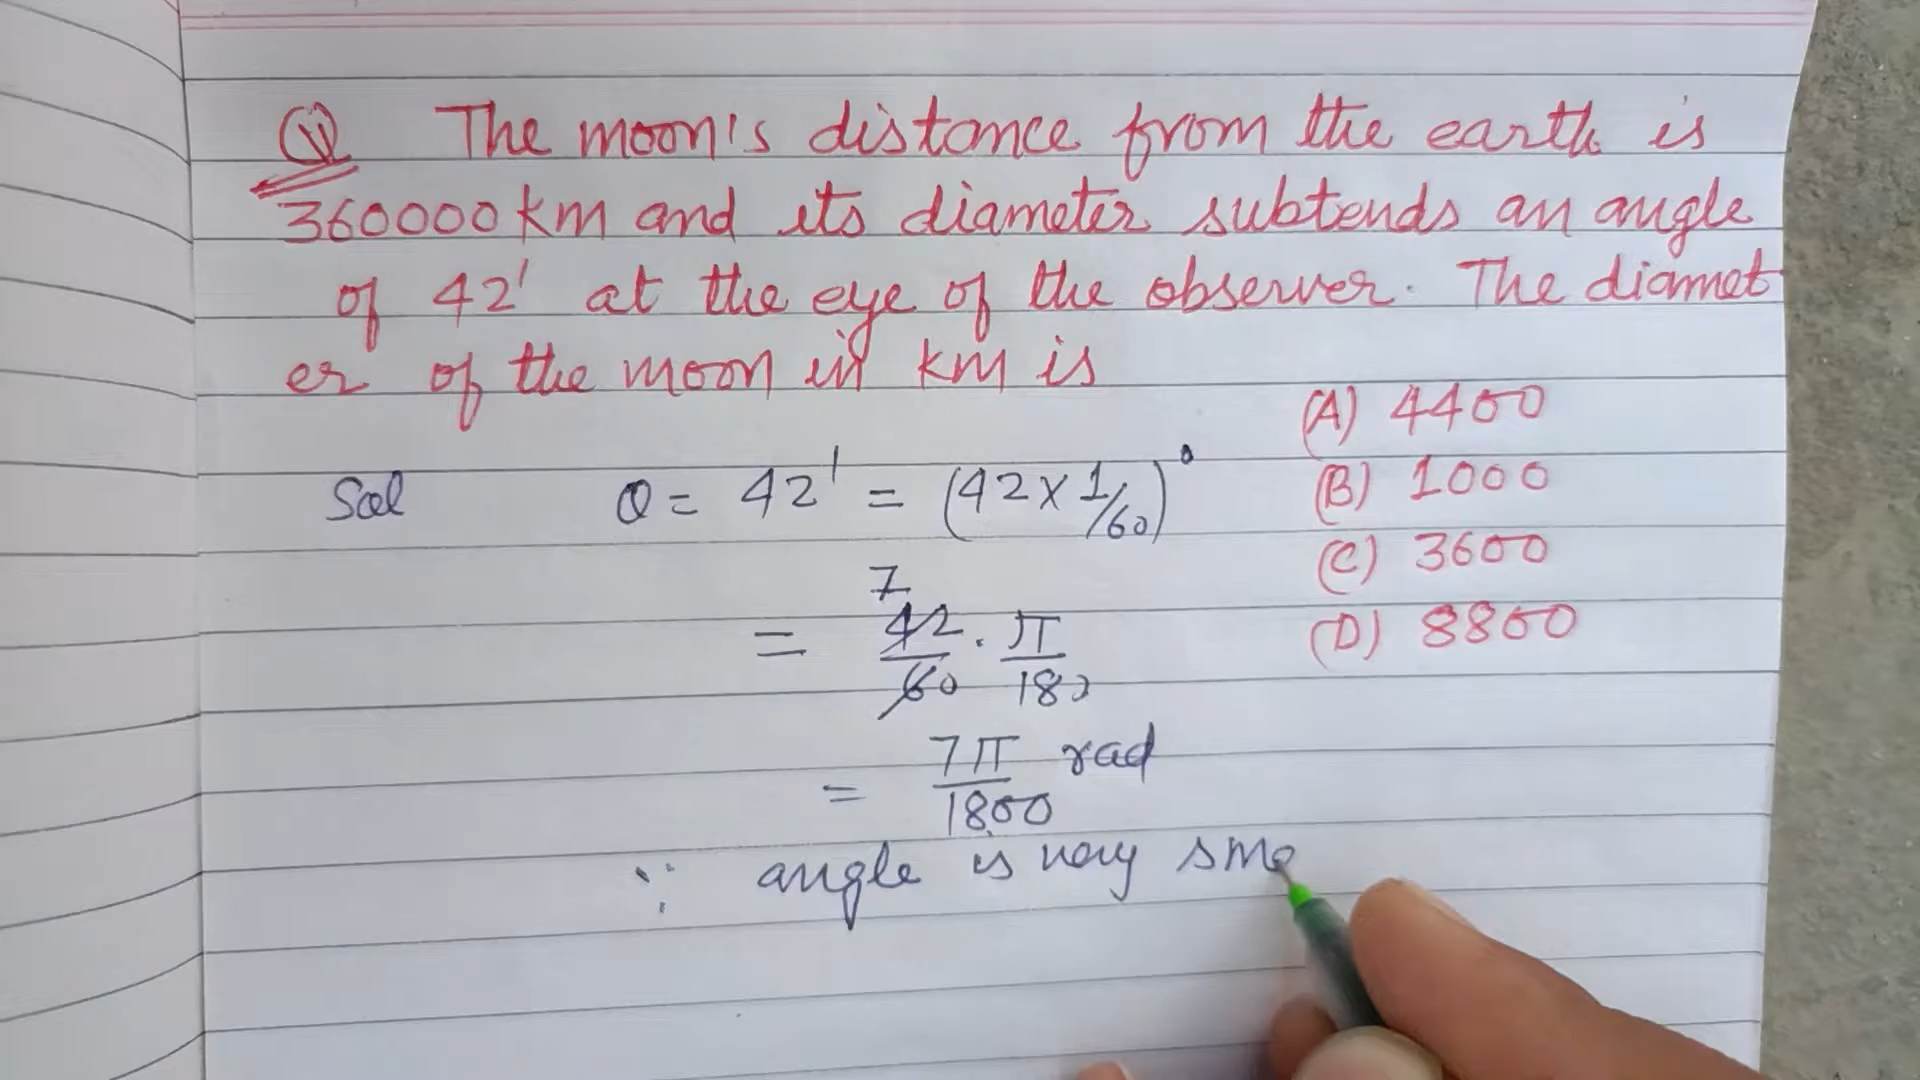 Q The moon's distance from the earth is
360000 km and its diameter subtends an angle
of 42' at the eye of the observer. The diamet
er of the moon in km is
(A) 4400
(B) 1000
(C) 3600
(D) 8800
Sol θ = 42' = (42 × 1/60)°
7
= 42/60 . π/180
= 7π/1800 rad
∵ angle is very sma